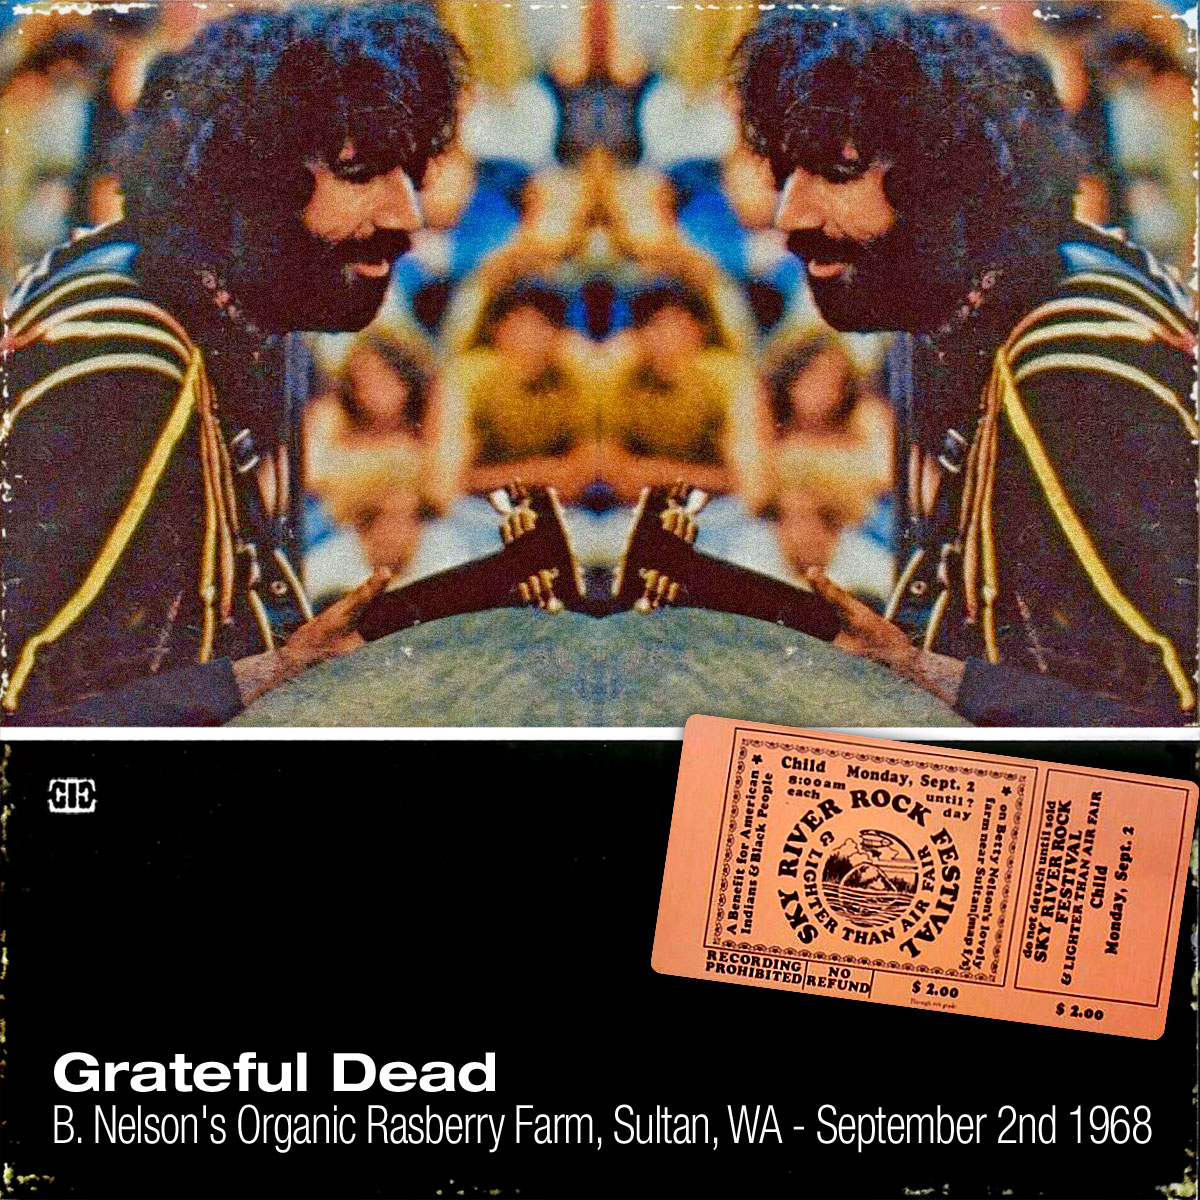 Child Monday, Sept. 2
8:00am until?
each day
A Benefit for American
Indians & Black People
SKY RIVER ROCK FESTIVAL
& LIGHTER THAN AIR FAIR
on Betty Nelson's lovely
farm near Sultan
RECORDING
PROHIBITED
NO
REFUND
$ 2.00
do not detach until sold
SKY RIVER ROCK
FESTIVAL
& LIGHTER THAN AIR FAIR
Child
Monday, Sept. 2
$ 2.00
Grateful Dead
B. Nelson's Organic Rasberry Farm, Sultan, WA - September 2nd 1968